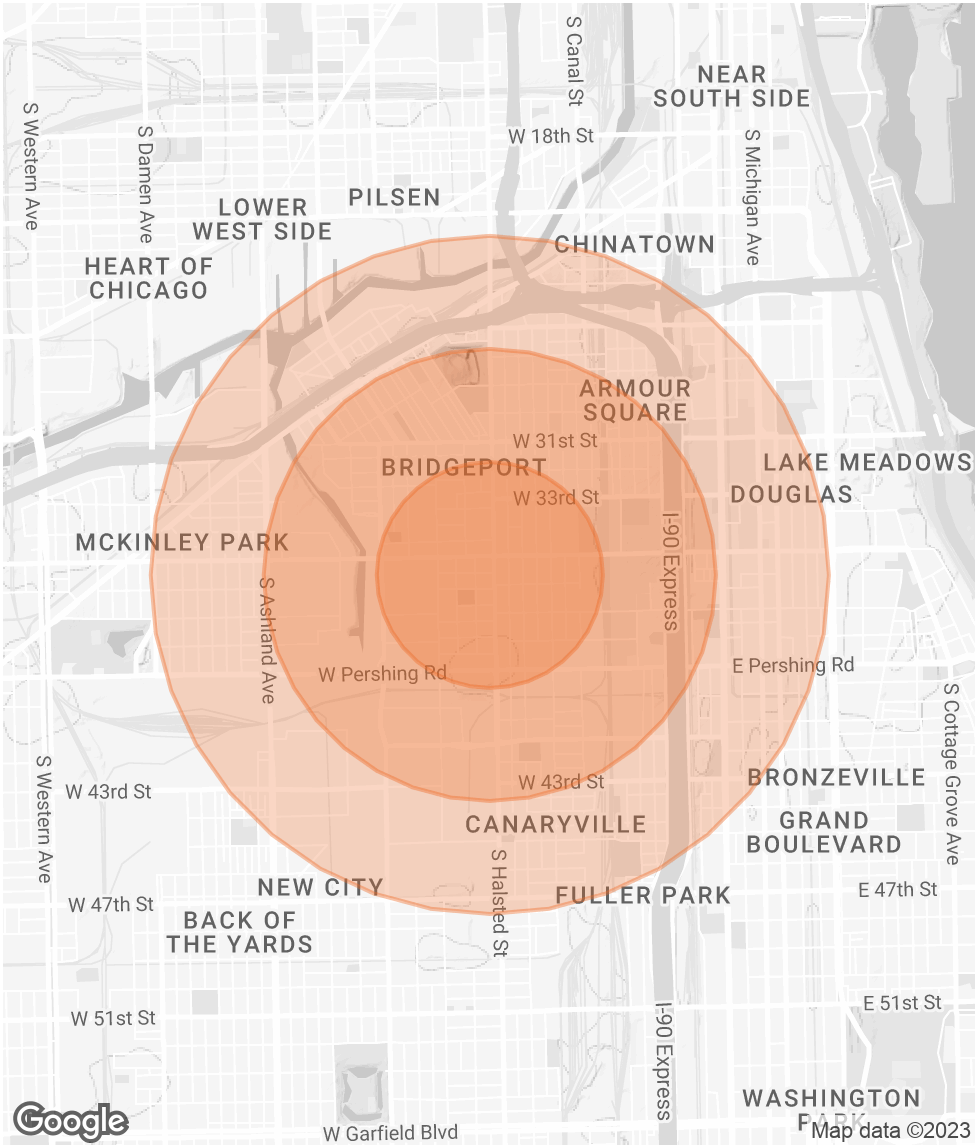 S Canal St
NEAR
SOUTH SIDE
S Western Ave
S Damen Ave
W 18th St
S Michigan Ave
PILSEN
LOWER
WEST SIDE
CHINATOWN
HEART OF
CHICAGO
ARMOUR
SQUARE
W 31st St
BRIDGEPORT
LAKE MEADOWS
W 33rd St
DOUGLAS
MCKINLEY PARK
I-90 Express
S Ashland Ave
W Pershing Rd
E Pershing Rd
S Cottage Grove Ave
S Western Ave
W 43rd St
W 43rd St
BRONZEVILLE
CANARYVILLE
GRAND
BOULEVARD
NEW CITY
S Halsted St
FULLER PARK
E 47th St
W 47th St
BACK OF
THE YARDS
W 51st St
E 51st St
I-90 Express
WASHINGTON
PARK
Google
W Garfield Blvd
Map data ©2023